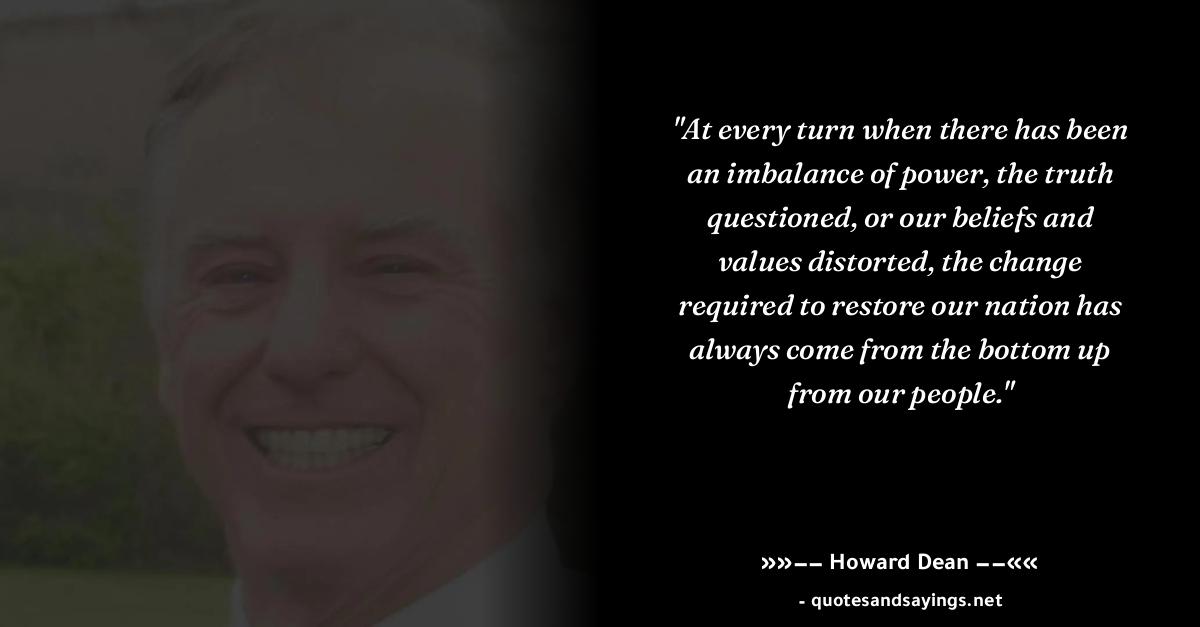 "At every turn when there has been
an imbalance of power, the truth
questioned, or our beliefs and
values distorted, the change
required to restore our nation has
always come from the bottom up
from our people."
»»−− Howard Dean −−««
- quotesandsayings.net